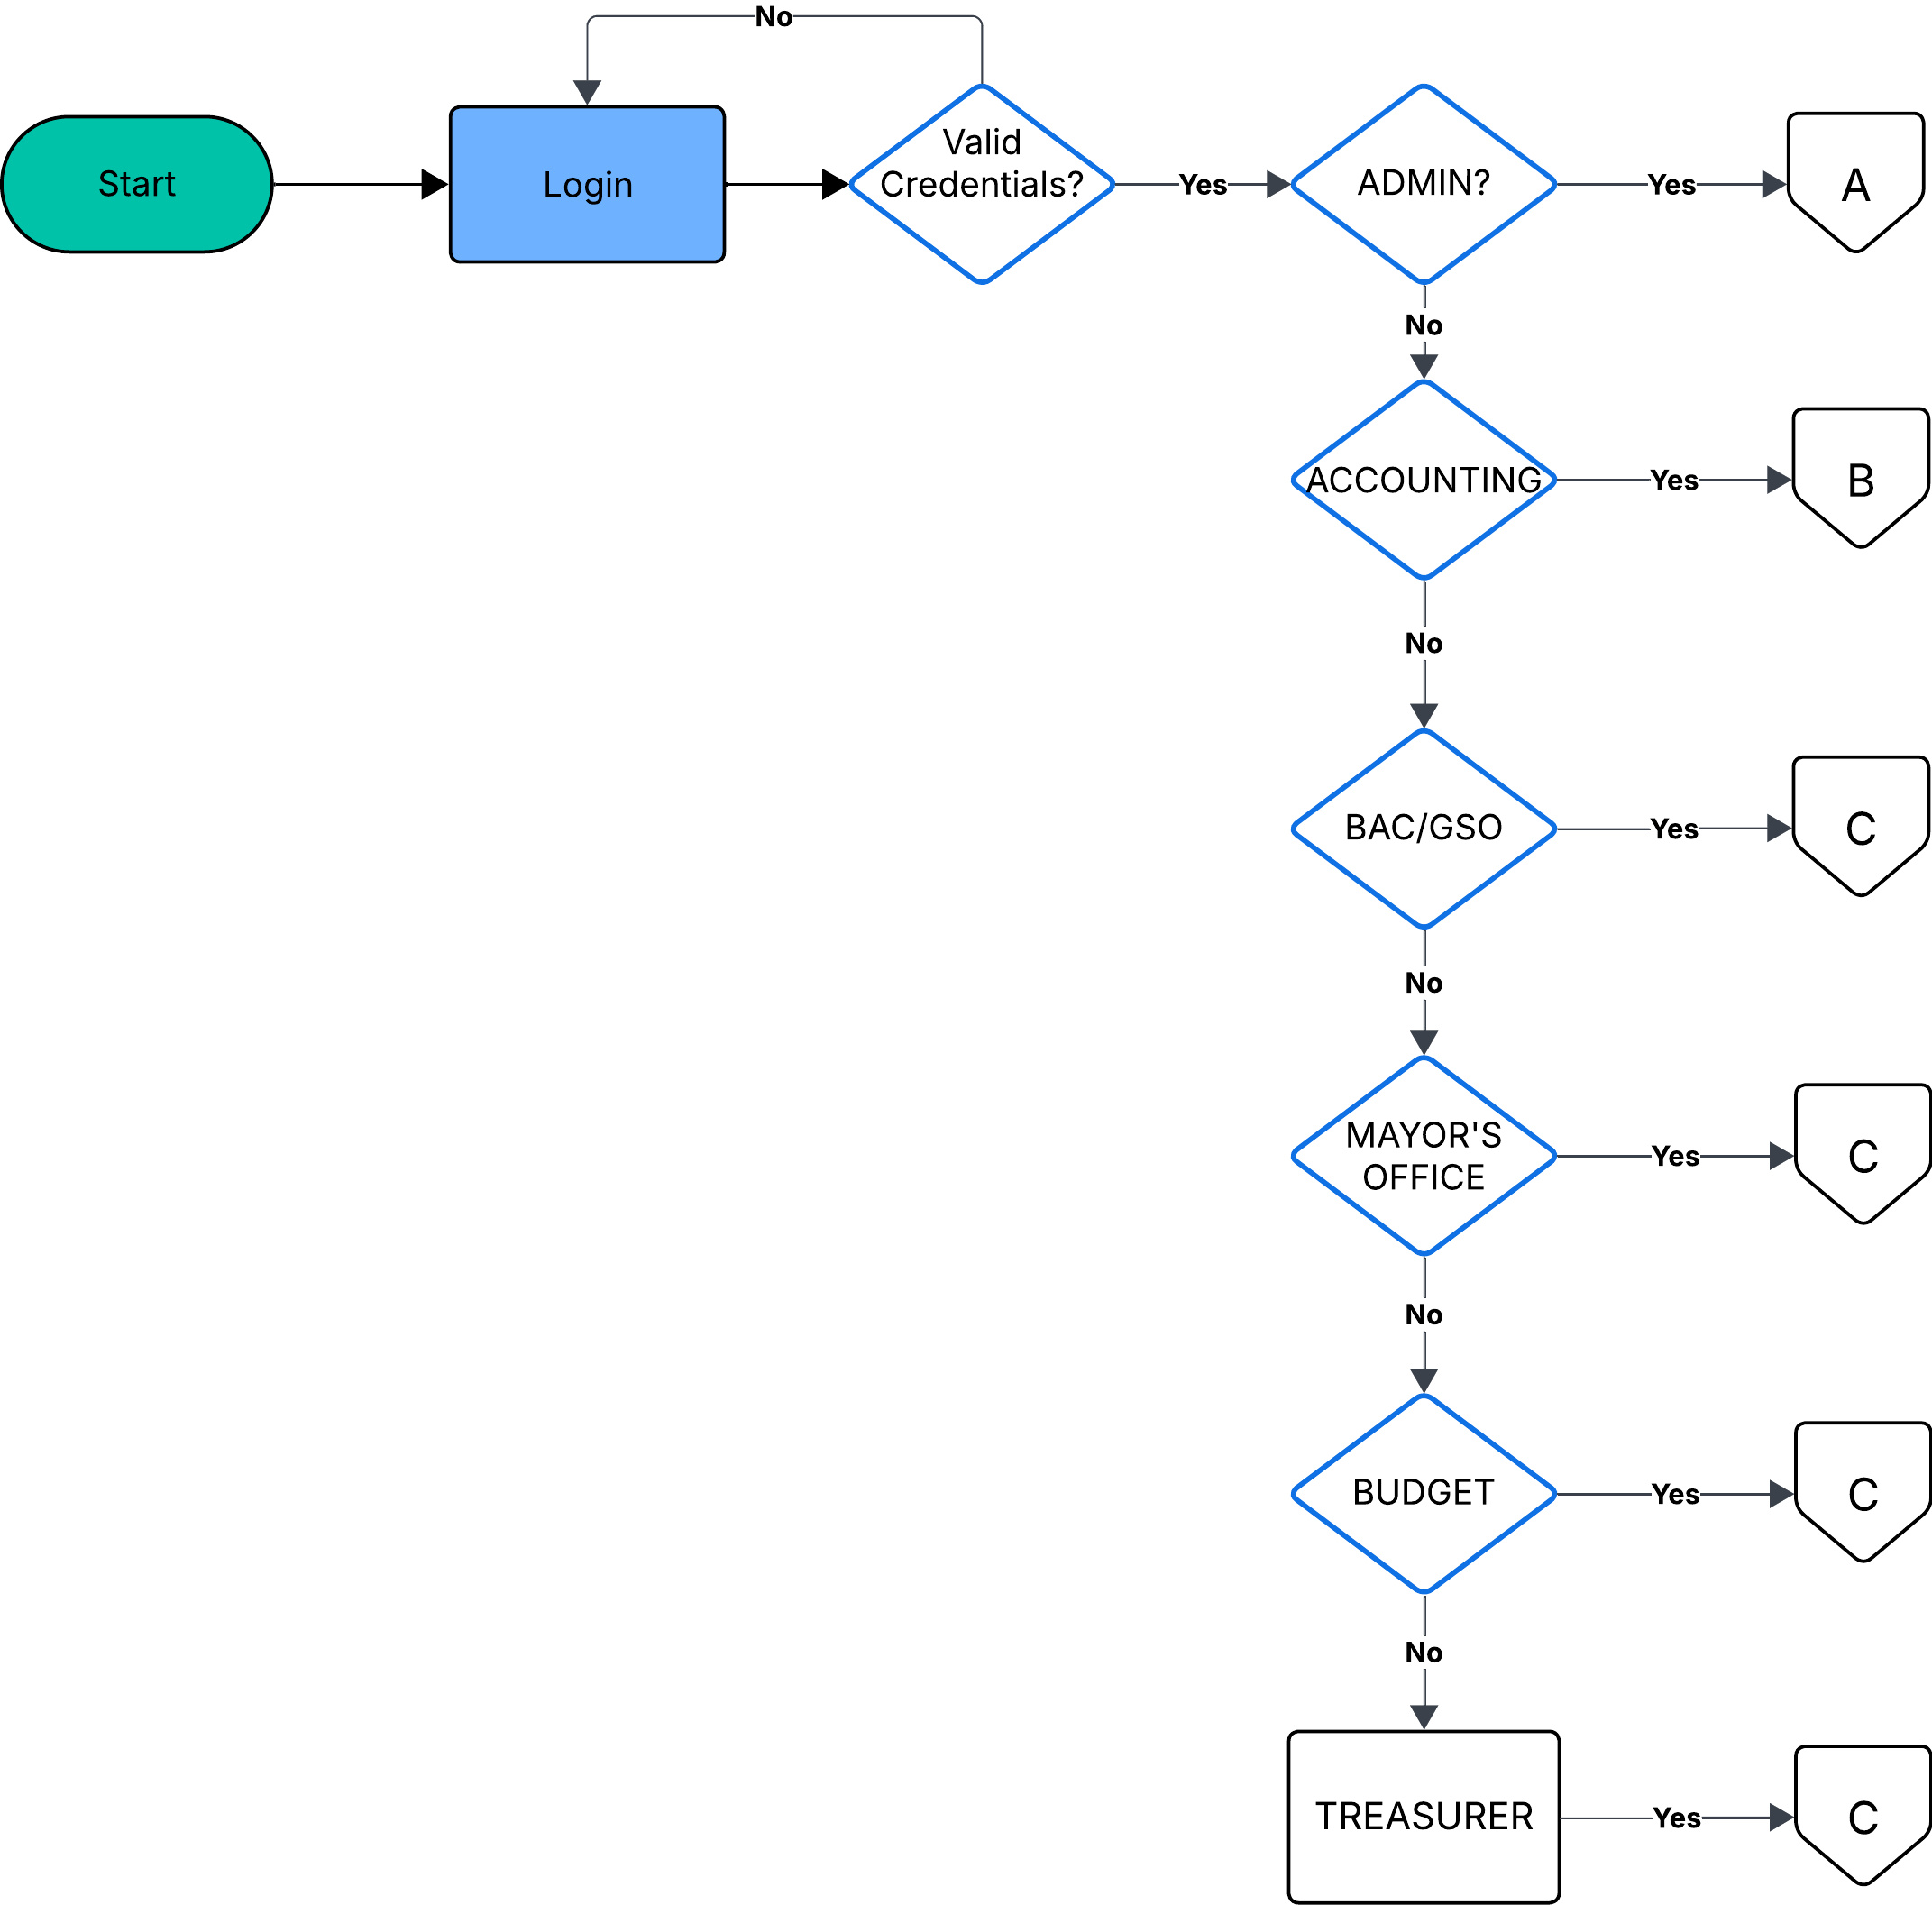 No
Start
Login
Valid
Credentials?
Yes
ADMIN?
Yes
A
No
ACCOUNTING
Yes
B
No
BAC/GSO
Yes
C
No
MAYOR'S
OFFICE
Yes
C
No
BUDGET
Yes
C
No
TREASURER
Yes
C